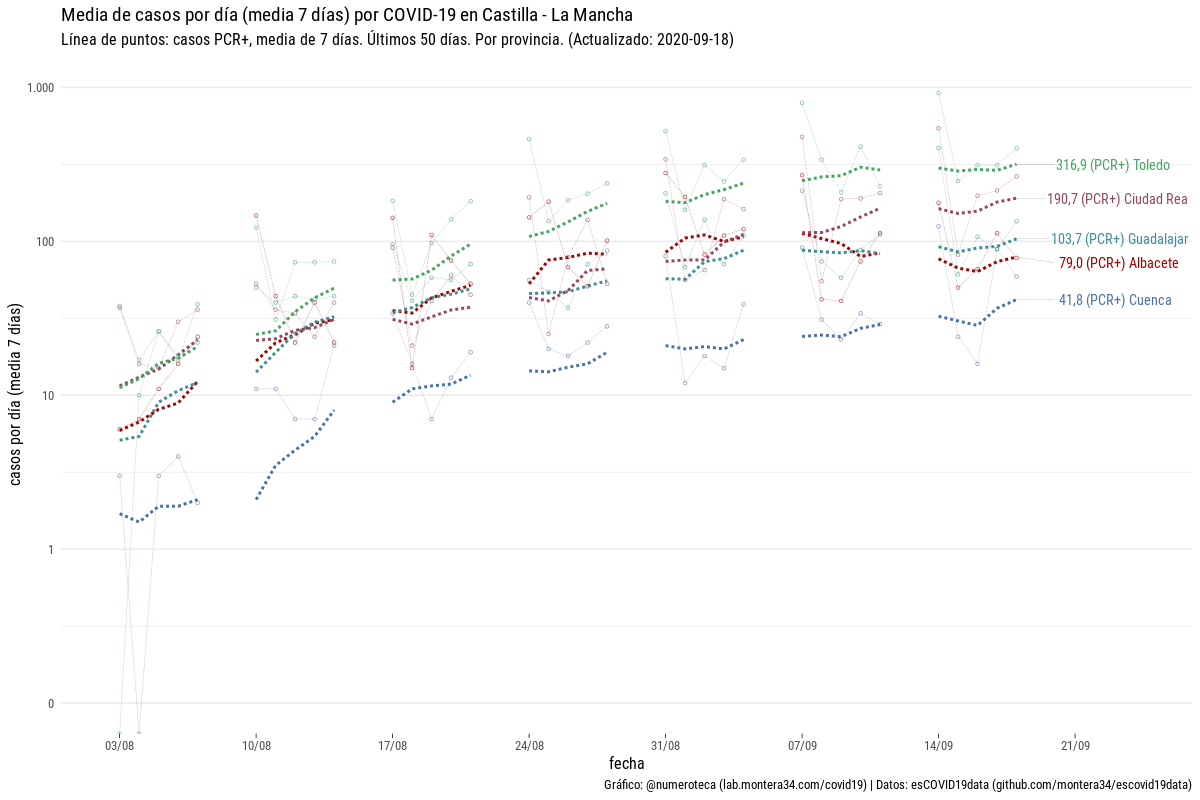 Media de casos por día (media 7 días) por COVID-19 en Castilla - La Mancha
Línea de puntos: casos PCR+, media de 7 días. Últimos 50 días. Por provincia. (Actualizado: 2020-09-18)
casos por día (media 7 días)
1.000
100
10
1
0
316,9 (PCR+) Toledo
190,7 (PCR+) Ciudad Rea
103,7 (PCR+) Guadalajar
79,0 (PCR+) Albacete
41,8 (PCR+) Cuenca
03/08
10/08
17/08
24/08
31/08
07/09
14/09
21/09
fecha
Gráfico: @numeroteca (lab.montera34.com/covid19) | Datos: esCOVID19data (github.com/montera34/escovid19data)